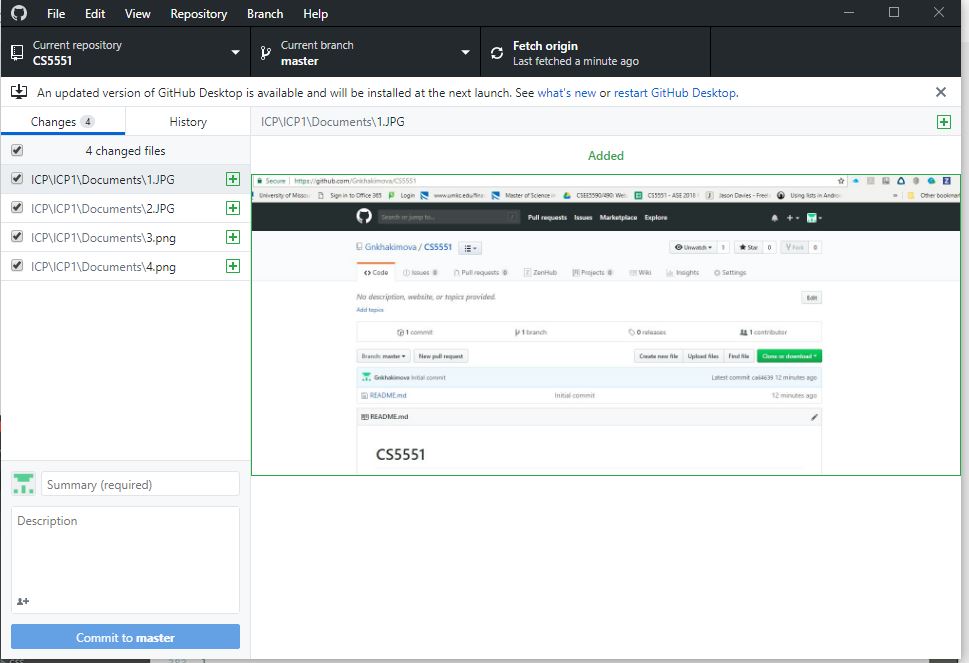 File Edit View Repository Branch Help
Current repository
CS5551
Current branch
master
Fetch origin
Last fetched a minute ago
An updated version of GitHub Desktop is available and will be installed at the next launch. See what's new or restart GitHub Desktop.
Changes 4
History
ICP\ICP1\Documents\1.JPG
4 changed files
ICP\ICP1\Documents\1.JPG
ICP\ICP1\Documents\2.JPG
ICP\ICP1\Documents\3.png
ICP\ICP1\Documents\4.png
Summary (required)
Description
Commit to master
Added
Secure https://github.com/Gnkhakimova/CS5551
University of Misso Sign in to Office 365 Login www.umkc.edu/fina Master of Science in CSEE5590/490: Web CS5551 - ASE 2018 Jason Davies - Freel Using lists in Andro Other bookmar
Search or jump to... / Pull requests Issues Marketplace Explore
Gnkhakimova / CS5551
Unwatch 1 Star 0 Fork 0
Code Issues 0 Pull requests 0 ZenHub Projects 0 Wiki Insights Settings
No description, website, or topics provided.
Edit
Add topics
1 commit 1 branch 0 releases 1 contributor
Branch: master New pull request Create new file Upload files Find file Clone or download
Gnkhakimova Initial commit Latest commit ca64639 12 minutes ago
README.md Initial commit 12 minutes ago
README.md
CS5551